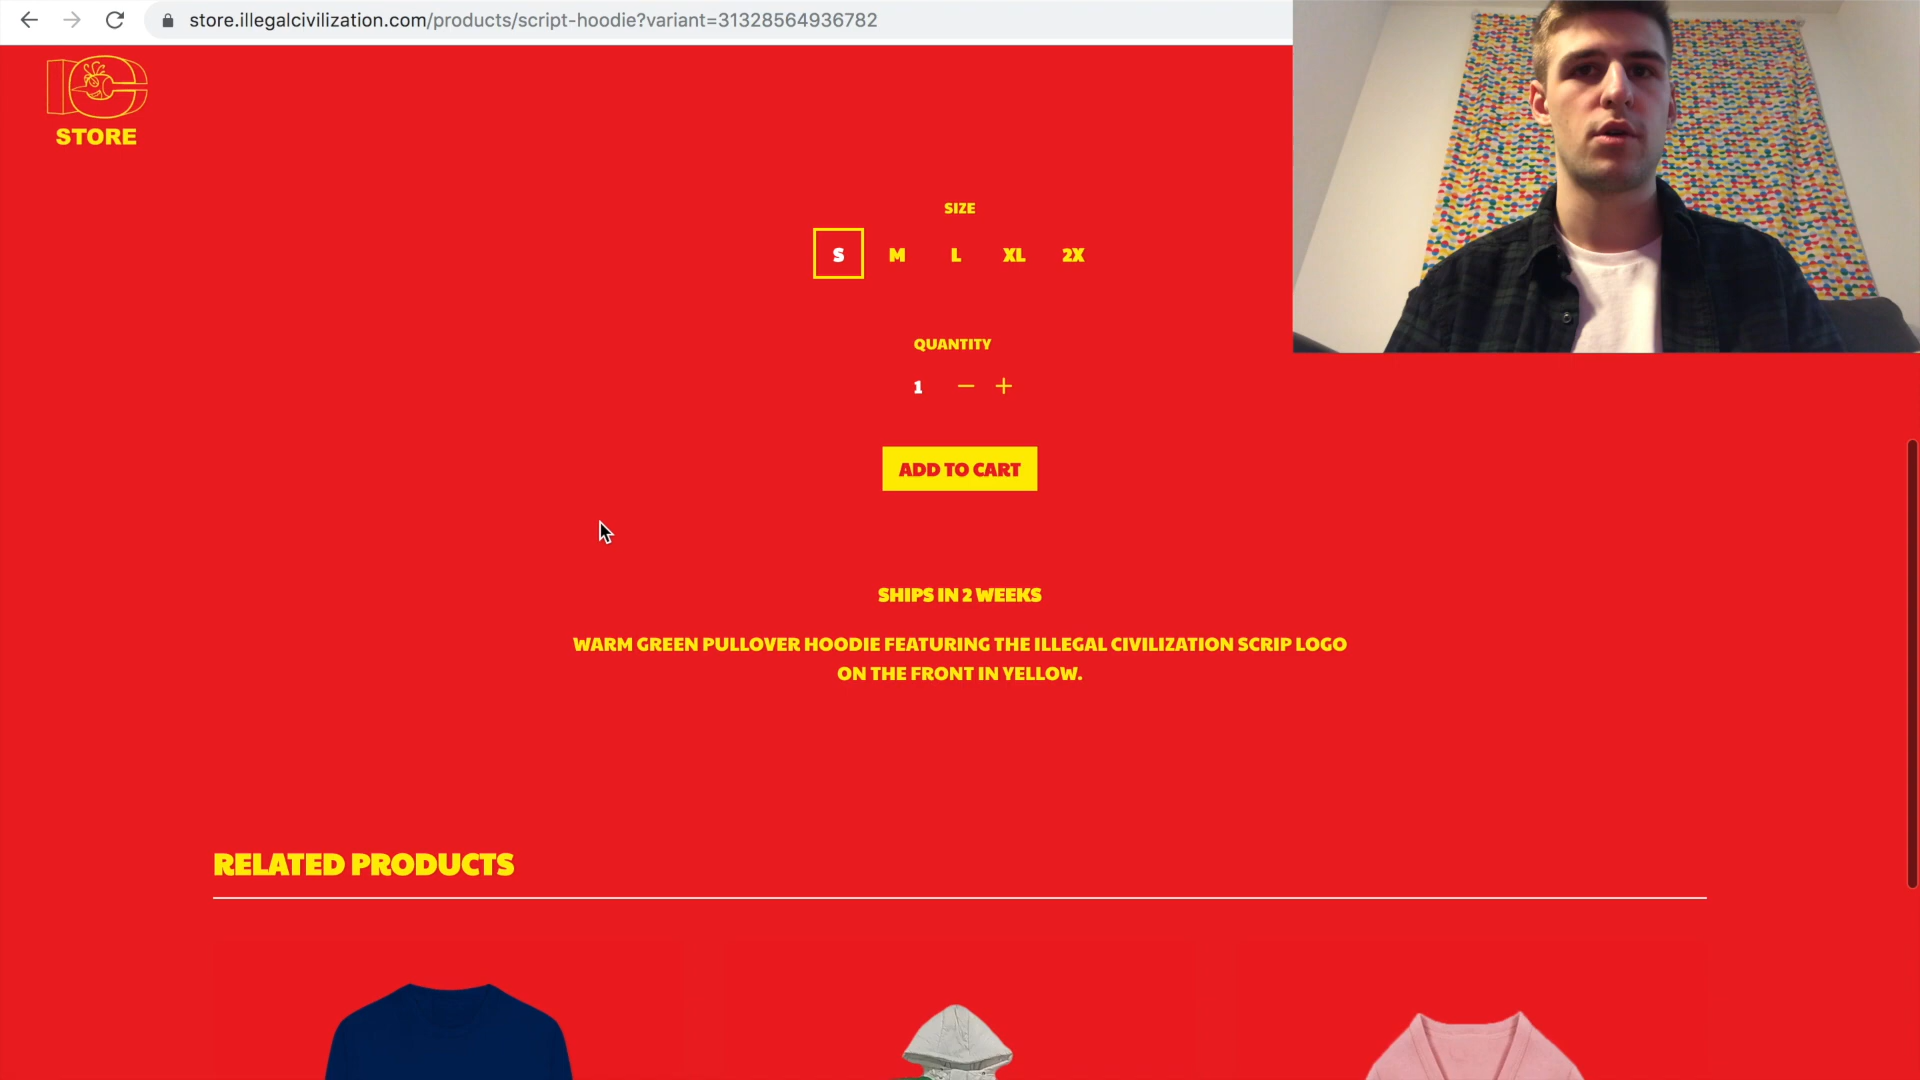 store.illegalcivilization.com/products/script-hoodie?variant=31328564936782
IC
STORE
SIZE
S M L XL 2X
QUANTITY
1 − +
ADD TO CART
SHIPS IN 2 WEEKS
WARM GREEN PULLOVER HOODIE FEATURING THE ILLEGAL CIVILIZATION SCRIP LOGO
ON THE FRONT IN YELLOW.
RELATED PRODUCTS